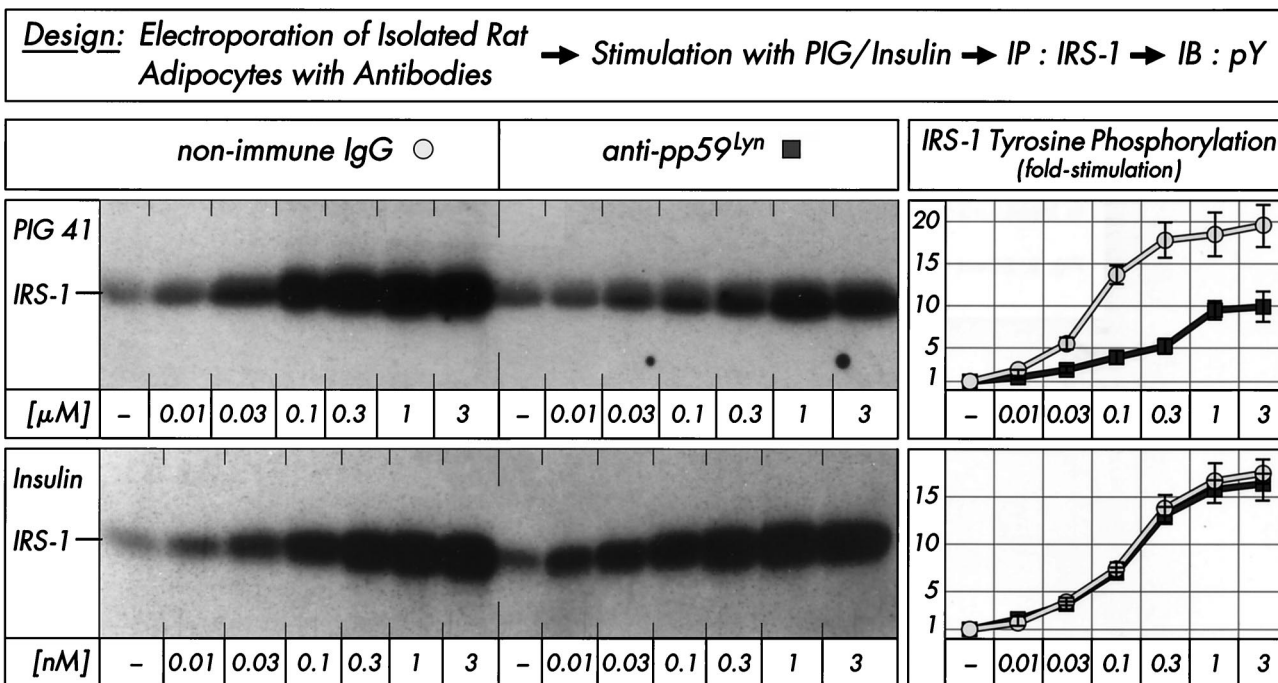 Design: Electroporation of Isolated Rat Adipocytes with Antibodies → Stimulation with PIG/Insulin → IP : IRS-1 → IB : pY
non-immune IgG ○ anti-pp59Lyn ■
IRS-1 Tyrosine Phosphorylation
(fold-stimulation)
PIG 41
IRS-1
[μM] – 0.01 0.03 0.1 0.3 1 3 – 0.01 0.03 0.1 0.3 1 3
20
15
10
5
1
– 0.01 0.03 0.1 0.3 1 3
Insulin
IRS-1
[nM] – 0.01 0.03 0.1 0.3 1 3 – 0.01 0.03 0.1 0.3 1 3
15
10
5
1
– 0.01 0.03 0.1 0.3 1 3